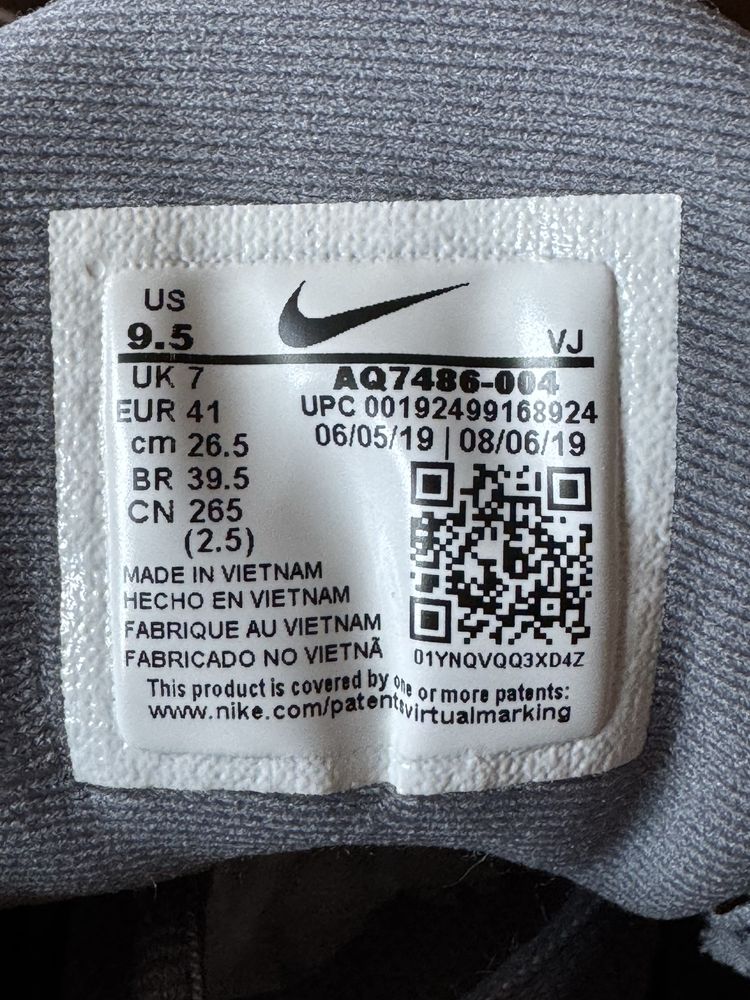 US
9.5
VJ
UK 7
AQ7486-004
EUR 41
UPC 00192499168924
cm 26.5
06/05/19 | 08/06/19
BR 39.5
CN 265
(2.5)
MADE IN VIETNAM
HECHO EN VIETNAM
FABRIQUE AU VIETNAM
FABRICADO NO VIETNÃ
01YNQVQQ3XD4Z
This product is covered by one or more patents:
www.nike.com/patentsvirtualmarking